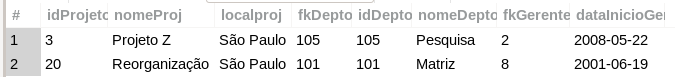 # idProjeto nomeProj localproj fkDepto idDepto nomeDepto fkGerente dataInicioGer
1 3 Projeto Z São Paulo 105 105 Pesquisa 2 2008-05-22
2 20 Reorganização São Paulo 101 101 Matriz 8 2001-06-19